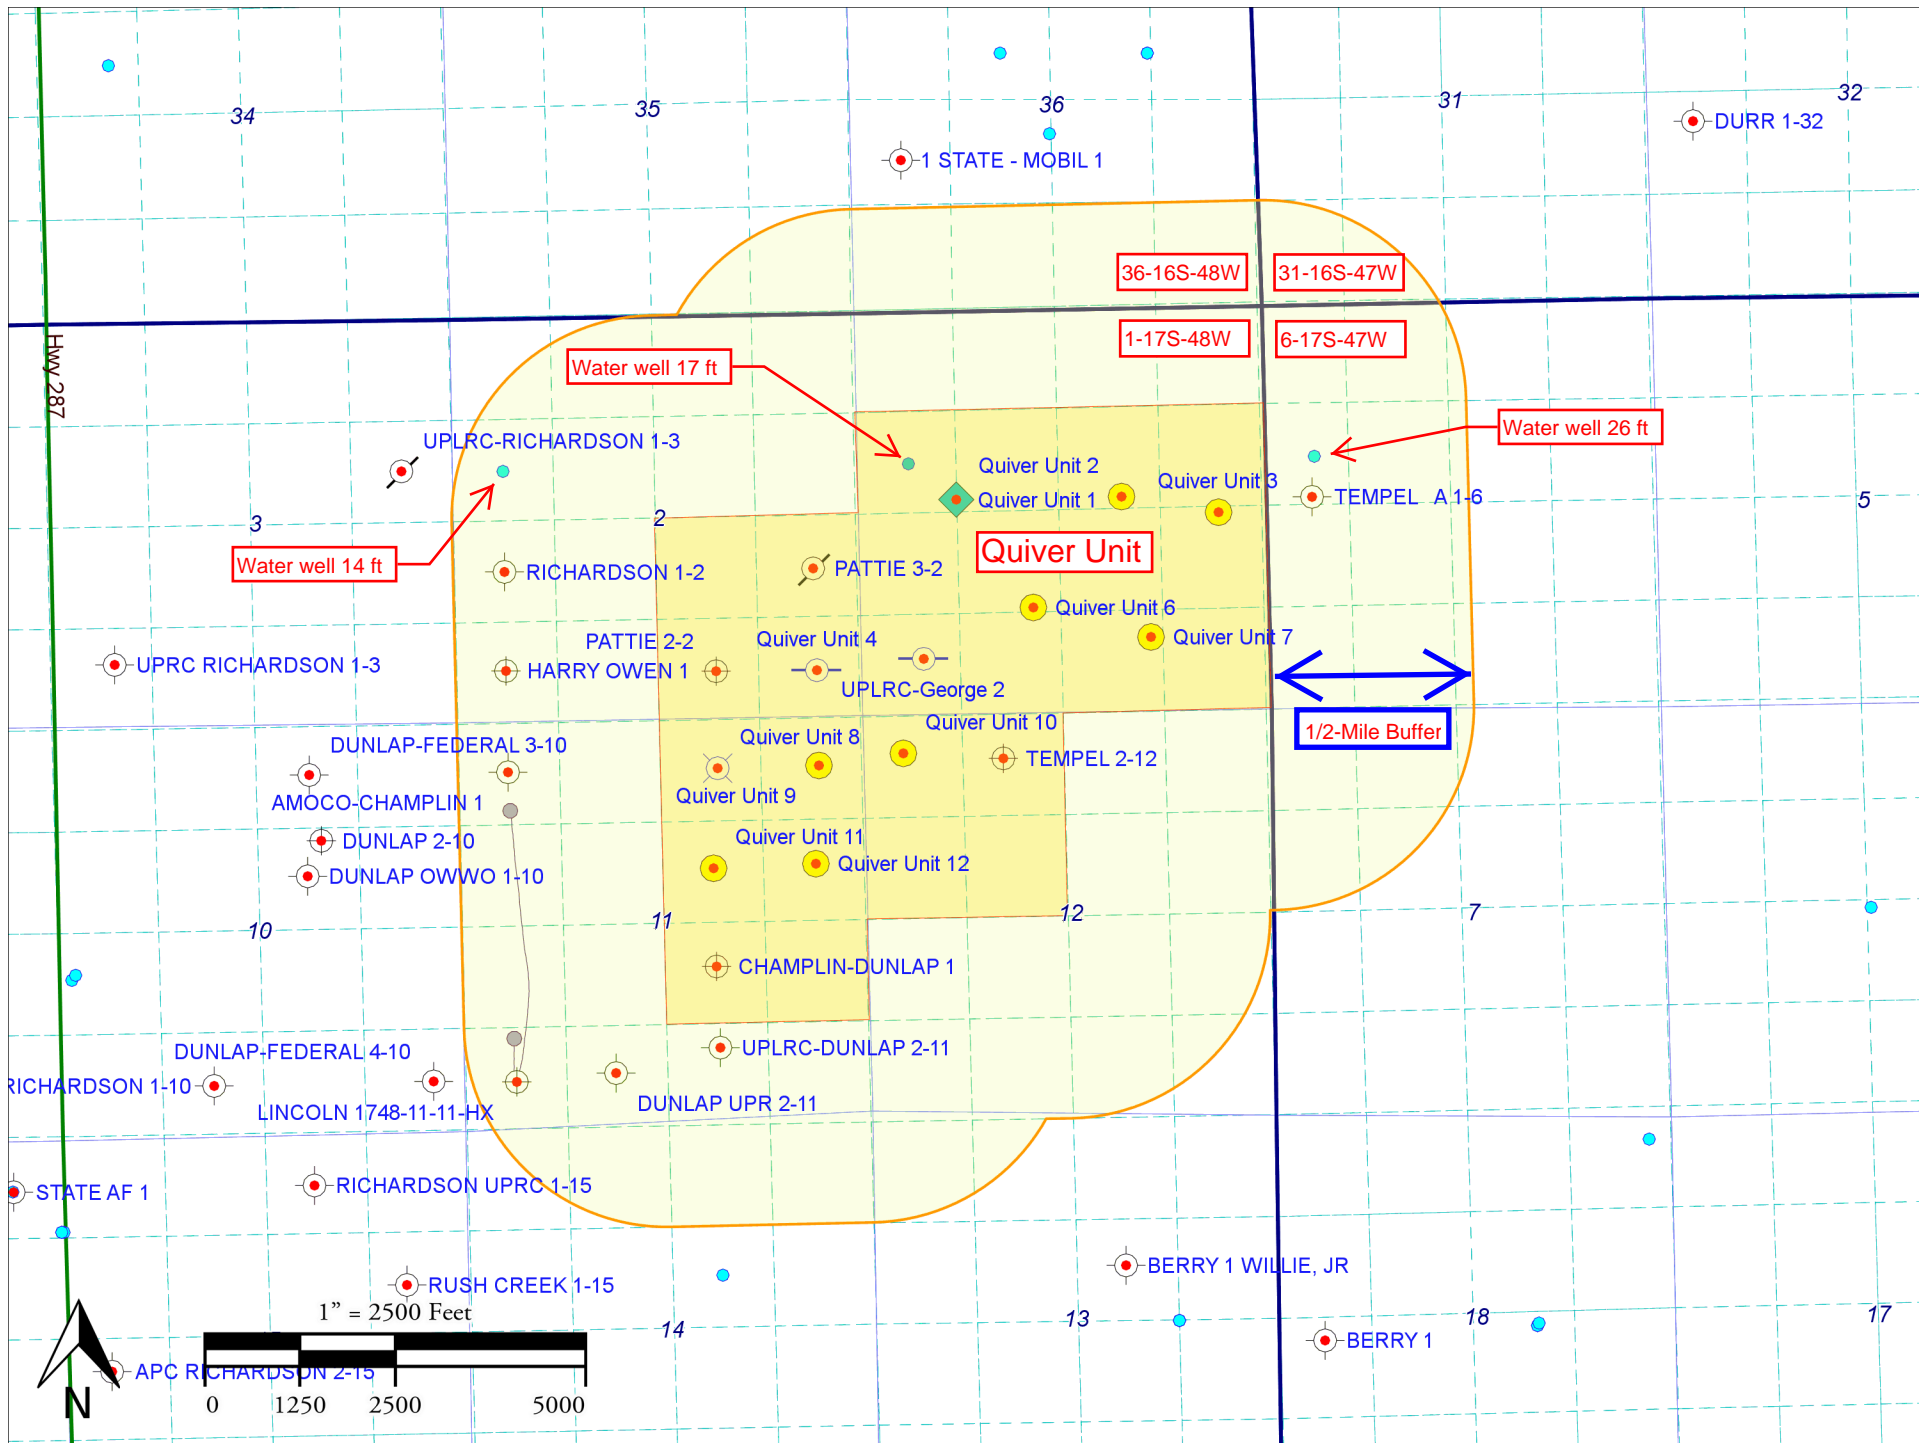 34
35
36
31
32
1 STATE - MOBIL 1
DURR 1-32
36-16S-48W
31-16S-47W
1-17S-48W
6-17S-47W
Hwy 287
Water well 17 ft
Water well 26 ft
UPLRC-RICHARDSON 1-3
Quiver Unit 2
Quiver Unit 3
Quiver Unit 1
TEMPEL A 1-6
3
2
5
Quiver Unit
Water well 14 ft
RICHARDSON 1-2
PATTIE 3-2
Quiver Unit 6
Quiver Unit 7
PATTIE 2-2
Quiver Unit 4
UPRC RICHARDSON 1-3
HARRY OWEN 1
UPLRC-George 2
Quiver Unit 10
1/2-Mile Buffer
DUNLAP-FEDERAL 3-10
Quiver Unit 8
TEMPEL 2-12
Quiver Unit 9
AMOCO-CHAMPLIN 1
DUNLAP 2-10
Quiver Unit 11
Quiver Unit 12
DUNLAP OWWO 1-10
10
11
12
7
CHAMPLIN-DUNLAP 1
DUNLAP-FEDERAL 4-10
UPLRC-DUNLAP 2-11
RICHARDSON 1-10
LINCOLN 1748-11-11-HX
DUNLAP UPR 2-11
STATE AF 1
RICHARDSON UPRC 1-15
BERRY 1 WILLIE, JR
RUSH CREEK 1-15
1” = 2500 Feet
14
13
18
17
BERRY 1
APC RICHARDSON 2-15
N
0 1250 2500 5000